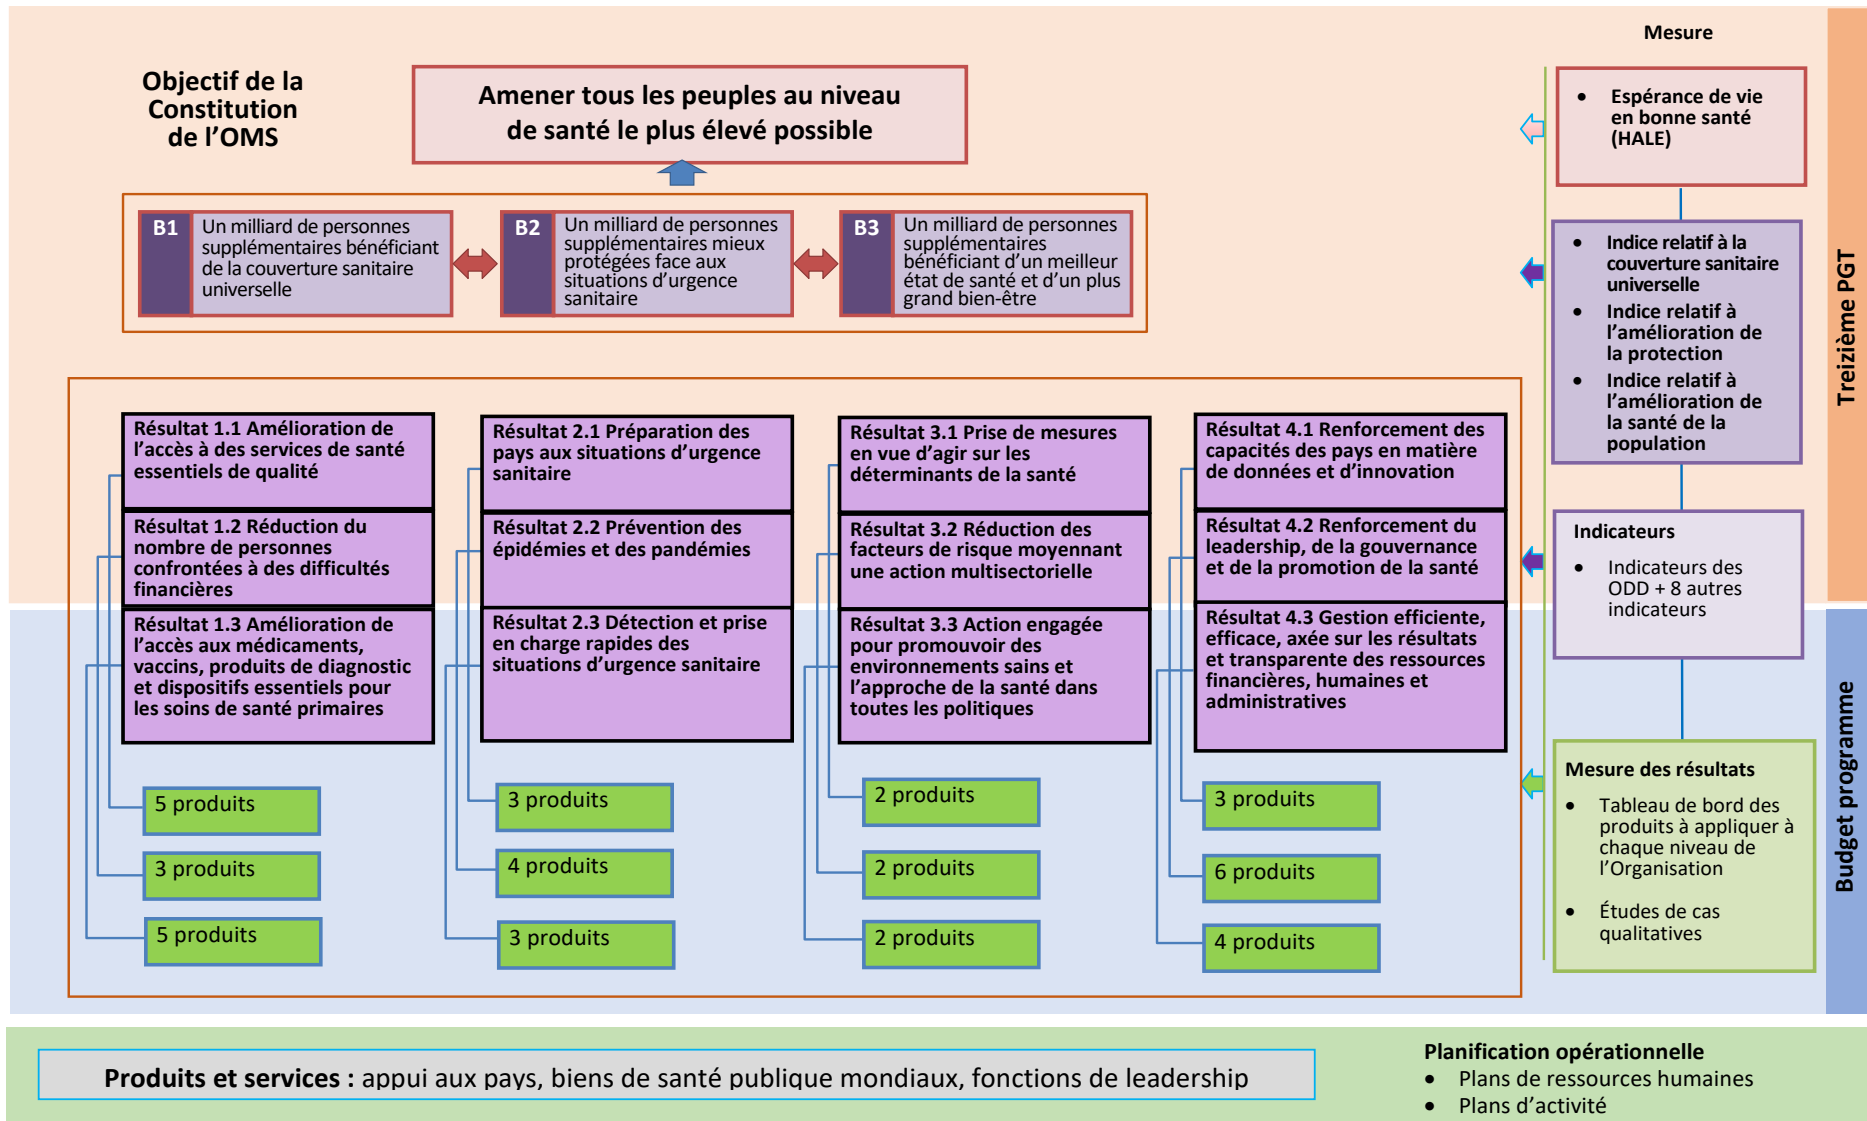 Mesure
Objectif de la
Constitution
de l’OMS
Amener tous les peuples au niveau
de santé le plus élevé possible
• Espérance de vie
en bonne santé
(HALE)
B1
Un milliard de personnes
supplémentaires bénéficiant
de la couverture sanitaire
universelle
B2
Un milliard de personnes
supplémentaires mieux
protégées face aux
situations d’urgence
sanitaire
B3
Un milliard de personnes
supplémentaires
bénéficiant d’un meilleur
état de santé et d’un plus
grand bien-être
• Indice relatif à la
couverture sanitaire
universelle
• Indice relatif à
l’amélioration de
la protection
• Indice relatif à
l’amélioration de
la santé de la
population
Treizième PGT
Résultat 1.1 Amélioration de
l’accès à des services de santé
essentiels de qualité
Résultat 2.1 Préparation des
pays aux situations d’urgence
sanitaire
Résultat 3.1 Prise de mesures
en vue d’agir sur les
déterminants de la santé
Résultat 4.1 Renforcement des
capacités des pays en matière
de données et d’innovation
Résultat 1.2 Réduction du
nombre de personnes
confrontées à des difficultés
financières
Résultat 2.2 Prévention des
épidémies et des pandémies
Résultat 3.2 Réduction des
facteurs de risque moyennant
une action multisectorielle
Résultat 4.2 Renforcement du
leadership, de la gouvernance
et de la promotion de la santé
Indicateurs
• Indicateurs des
ODD + 8 autres
indicateurs
Résultat 1.3 Amélioration de
l’accès aux médicaments,
vaccins, produits de diagnostic
et dispositifs essentiels pour
les soins de santé primaires
Résultat 2.3 Détection et prise
en charge rapides des
situations d’urgence sanitaire
Résultat 3.3 Action engagée
pour promouvoir des
environnements sains et
l’approche de la santé dans
toutes les politiques
Résultat 4.3 Gestion efficiente,
efficace, axée sur les résultats
et transparente des ressources
financières, humaines et
administratives
Budget programme
5 produits
3 produits
2 produits
3 produits
3 produits
4 produits
2 produits
6 produits
5 produits
3 produits
2 produits
4 produits
Mesure des résultats
• Tableau de bord des
produits à appliquer à
chaque niveau de
l’Organisation
• Études de cas
qualitatives
Produits et services : appui aux pays, biens de santé publique mondiaux, fonctions de leadership
Planification opérationnelle
• Plans de ressources humaines
• Plans d’activité